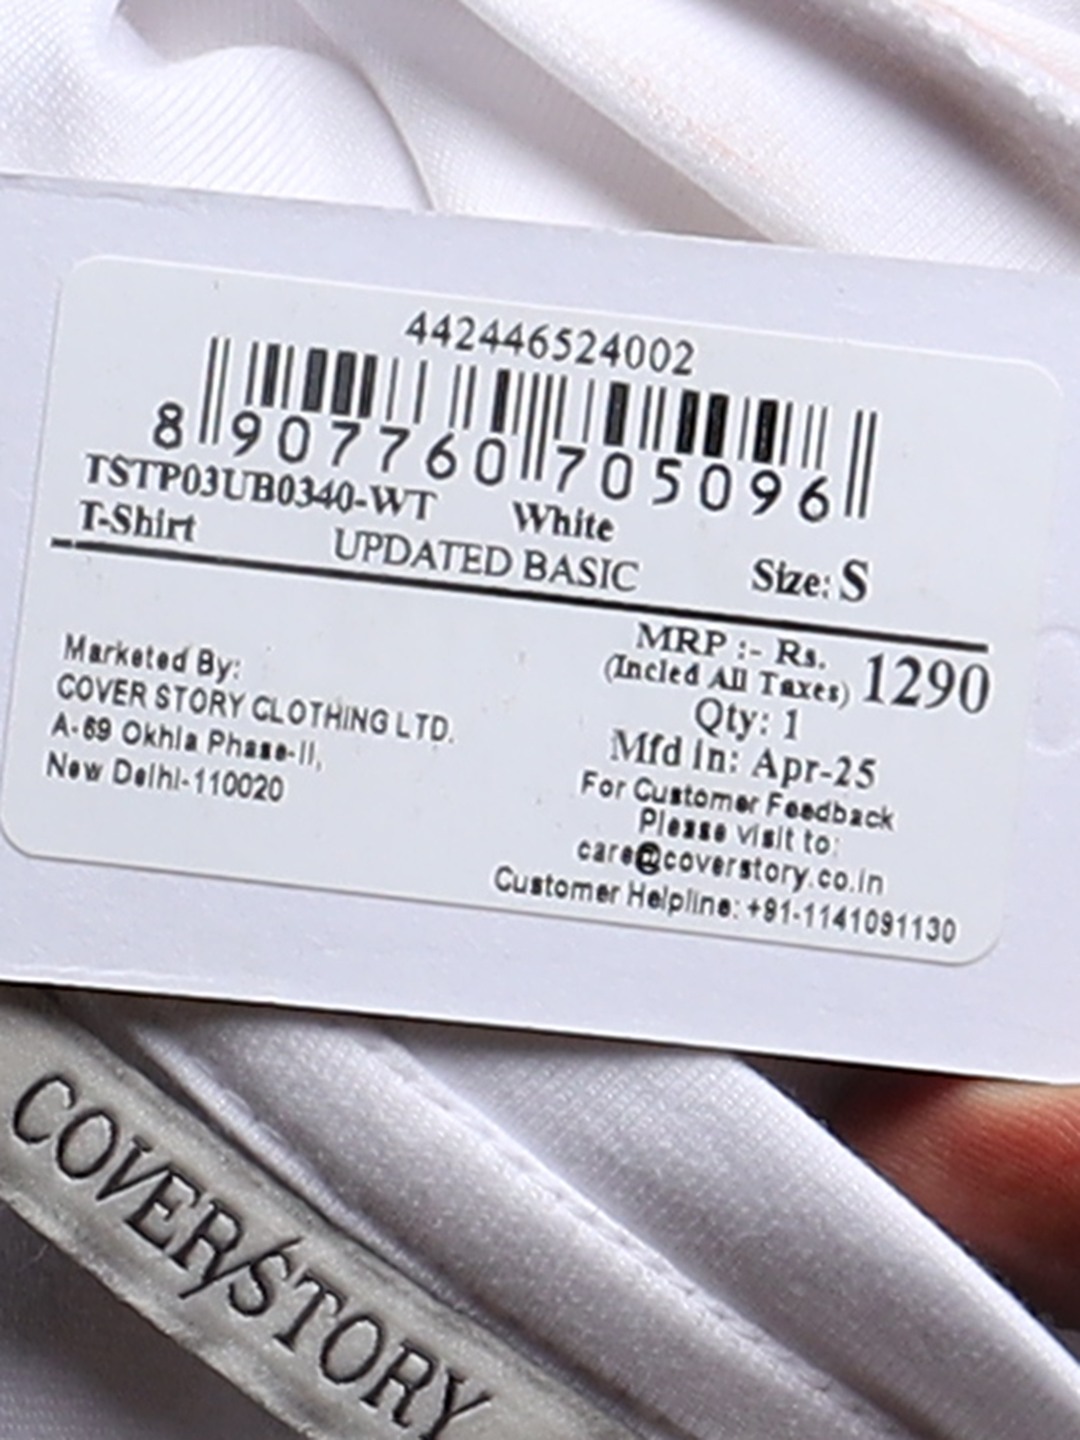 442446524002
8 907760 705096
TSTP03UB0340-WT White
T-Shirt UPDATED BASIC Size: S
MRP :- Rs. 1290
(Incled All Taxes)
Qty: 1
Mfd in: Apr-25
For Customer Feedback
Please visit to:
care@coverstory.co.in
Customer Helpline: +91-1141091130
Marketed By:
COVER STORY CLOTHING LTD.
A-69 Okhla Phase-II,
New Delhi-110020
COVER/STORY